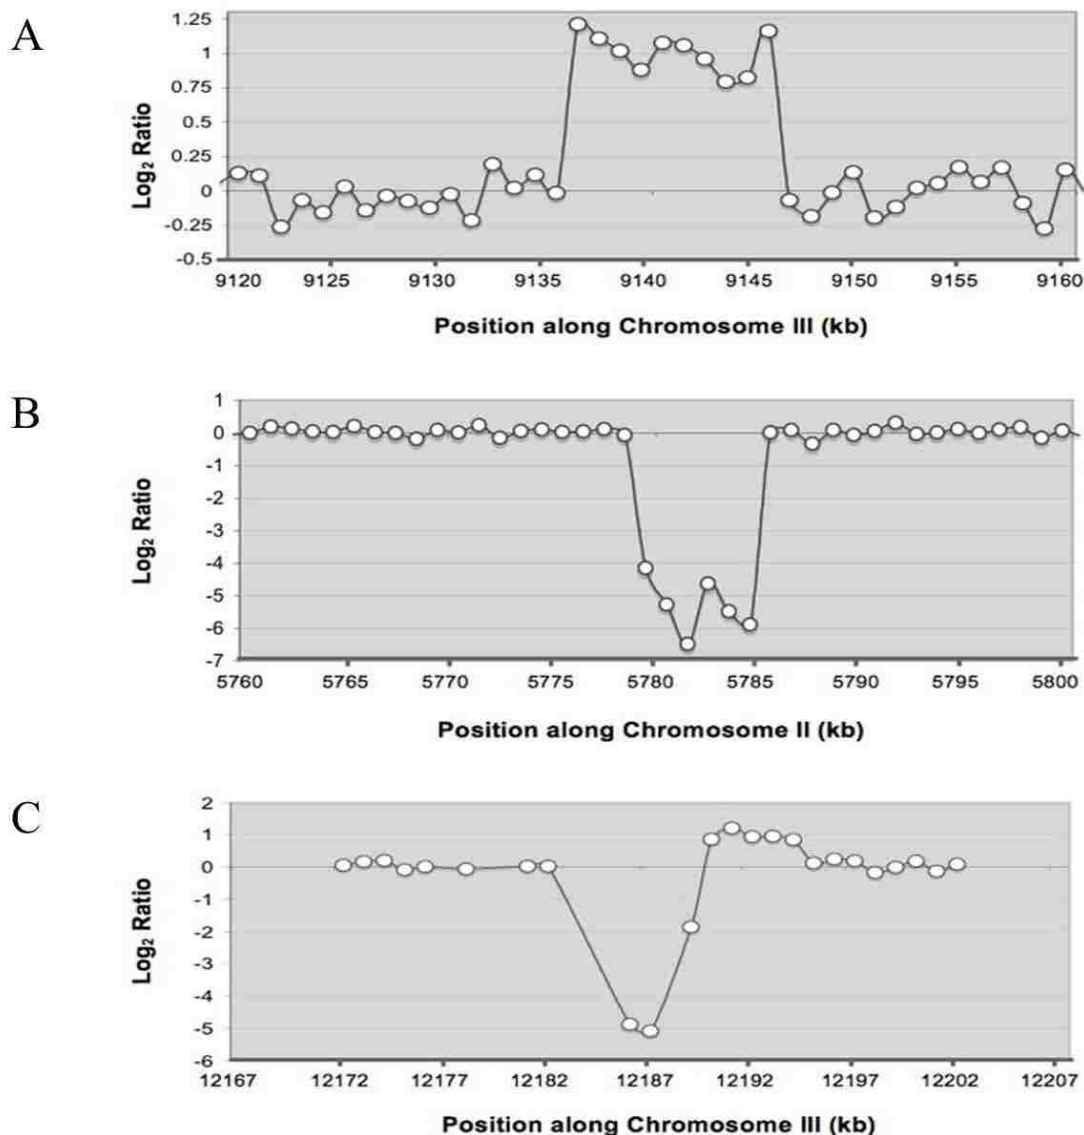 A
1.25
1
0.75
0.5
0.25
0
-0.25
-0.5
Log₂ Ratio
9120 9125 9130 9135 9140 9145 9150 9155 9160
Position along Chromosome III (kb)
B
1
0
-1
-2
-3
-4
-5
-6
-7
Log₂ Ratio
5760 5765 5770 5775 5780 5785 5790 5795 5800
Position along Chromosome II (kb)
C
2
1
0
-1
-2
-3
-4
-5
-6
Log₂ Ratio
12167 12172 12177 12182 12187 12192 12197 12202 12207
Position along Chromosome III (kb)